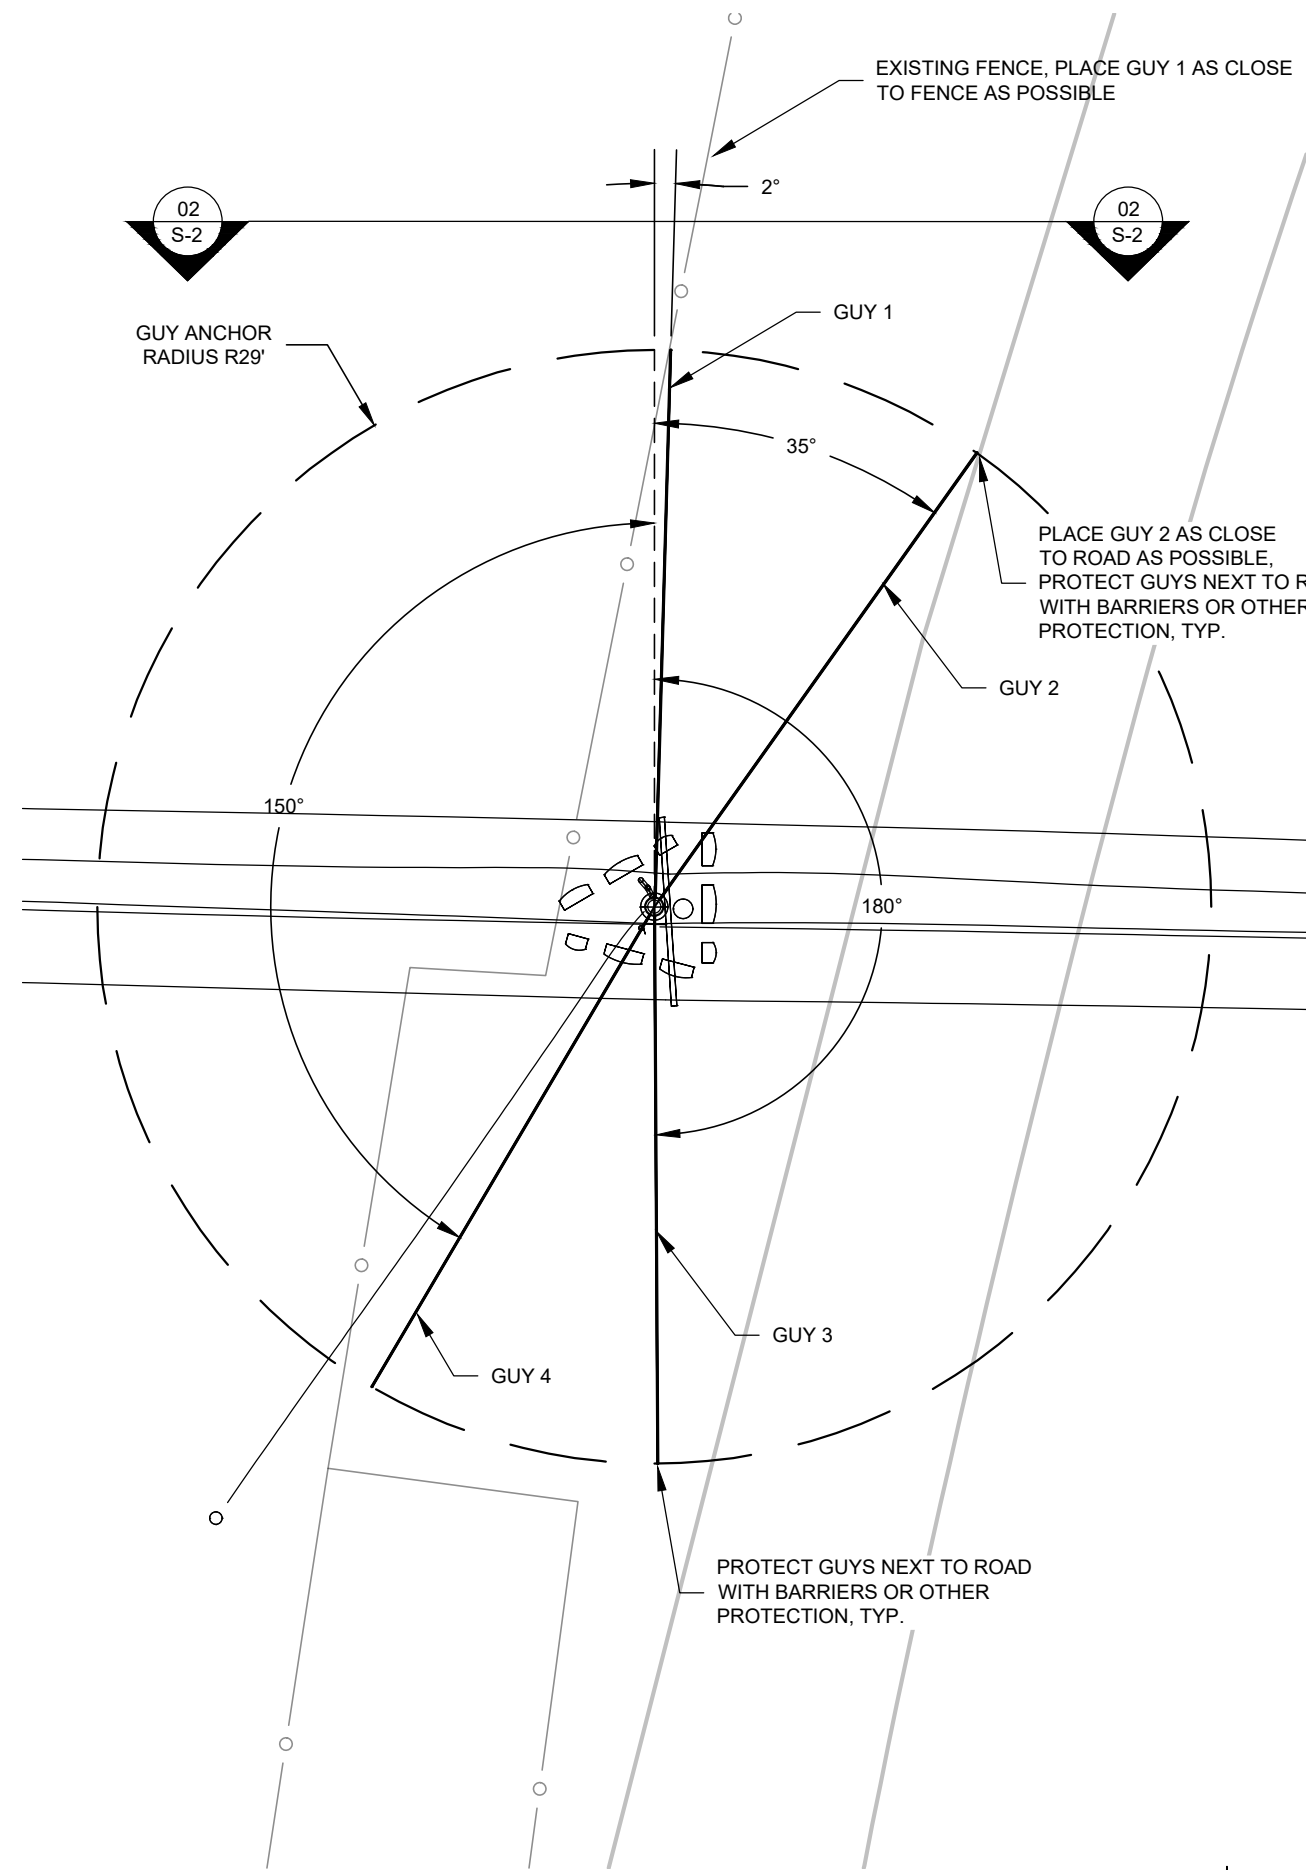 EXISTING FENCE, PLACE GUY 1 AS CLOSE
TO FENCE AS POSSIBLE
2°
02
S-2
02
S-2
GUY 1
GUY ANCHOR
RADIUS R29'
35°
PLACE GUY 2 AS CLOSE
TO ROAD AS POSSIBLE,
PROTECT GUYS NEXT TO R
WITH BARRIERS OR OTHER
PROTECTION, TYP.
GUY 2
150°
180°
GUY 3
GUY 4
PROTECT GUYS NEXT TO ROAD
WITH BARRIERS OR OTHER
PROTECTION, TYP.